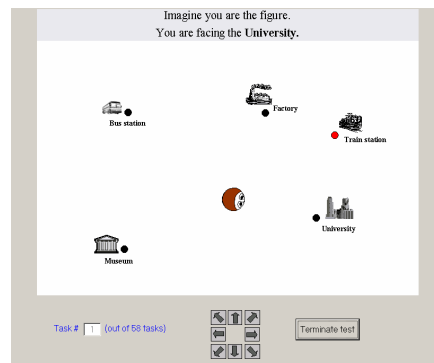 Imagine you are the figure.
You are facing the University.
Factory
Bus station
Train station
University
Museum
Task # 1 (out of 58 tasks)
Terminate test